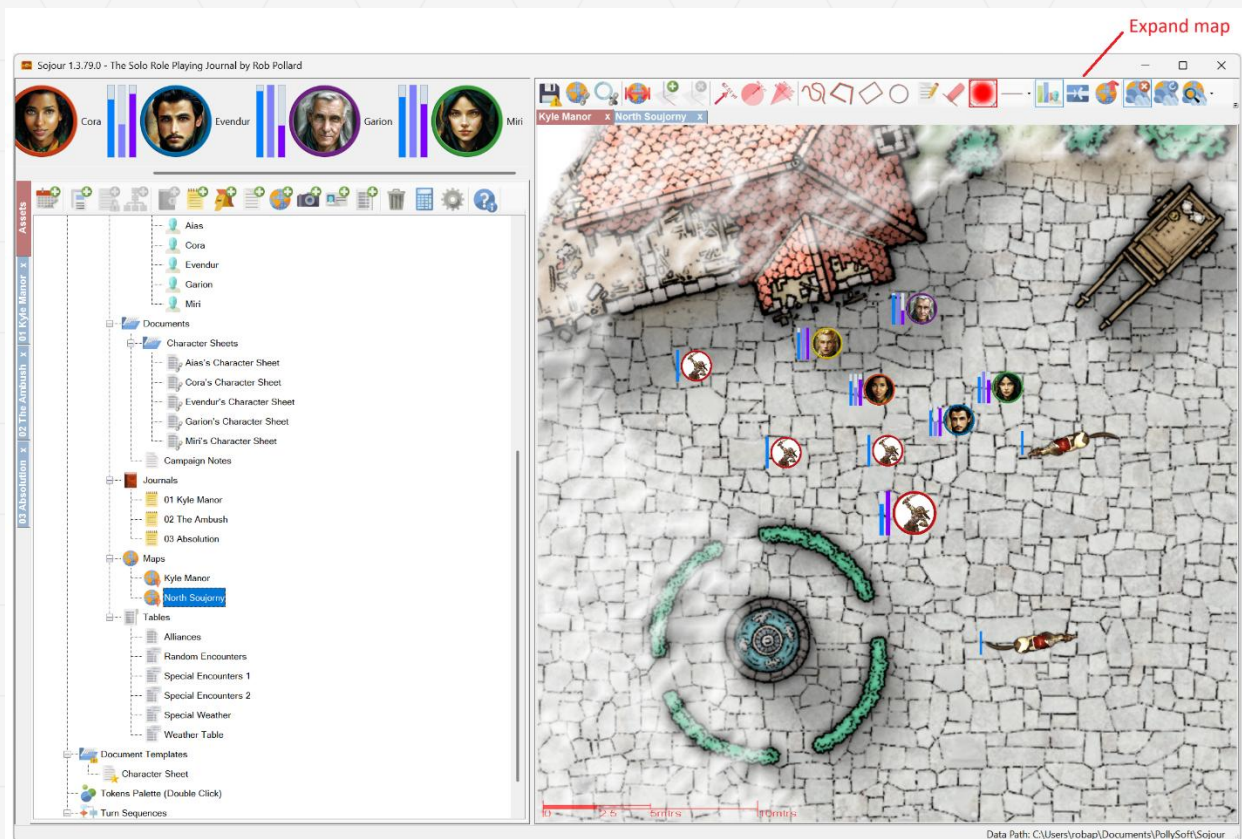 Expand map
Sojour 1.3.79.0 - The Solo Role Playing Journal by Rob Pollard
Cora
Evendur
Garion
Miri
Kyle Manor x
North Soujorny x
Assets
01 Kyle Manor x
02 The Ambush x
03 Absolution x
Aias
Cora
Evendur
Garion
Miri
Documents
Character Sheets
Aias's Character Sheet
Cora's Character Sheet
Evendur's Character Sheet
Garion's Character Sheet
Miri's Character Sheet
Campaign Notes
Journals
01 Kyle Manor
02 The Ambush
03 Absolution
Maps
Kyle Manor
North Soujorny
Tables
Alliances
Random Encounters
Special Encounters 1
Special Encounters 2
Special Weather
Weather Table
Document Templates
Character Sheet
Tokens Palette (Double Click)
Turn Sequences
0 2.5 5mtrs 10mtrs
Data Path: C:\Users\robap\Documents\PollySoft\Sojour